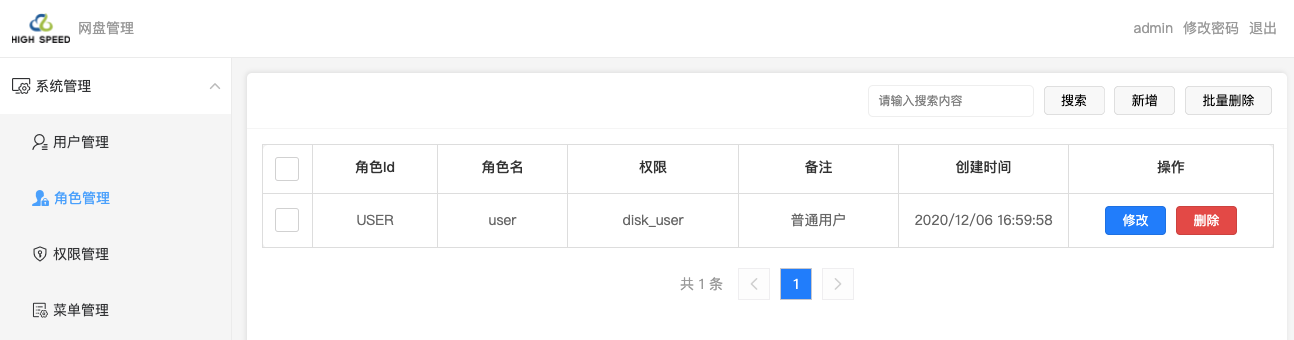 HIGH SPEED 网盘管理 admin 修改密码 退出
系统管理
用户管理
角色管理
权限管理
菜单管理
请输入搜索内容 搜索 新增 批量删除
角色Id 角色名 权限 备注 创建时间 操作
USER user disk_user 普通用户 2020/12/06 16:59:58 修改 删除
共 1 条 1